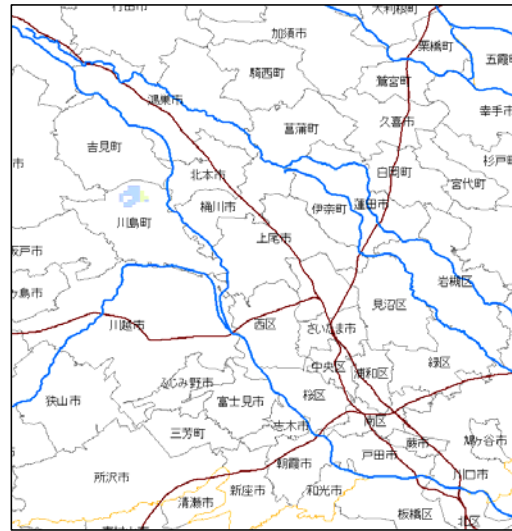 大利根町
加須市
栗橋町
五霞町
騎西町
鷲宮町
鴻巣市
幸手市
久喜市
菖蒲町
吉見町
杉戸町
白岡町
宮代町
北本市
桶川市
伊奈町
蓮田市
川島町
上尾市
岩槻区
見沼区
川越市
西区
さいたま市
緑区
中央区
浦和区
ふじみ野市
狭山市
富士見市
桜区
南区
志木市
三芳町
蕨市
鳩ヶ谷市
戸田市
朝霞市
所沢市
川口市
新座市
和光市
清瀬市
板橋区
北区